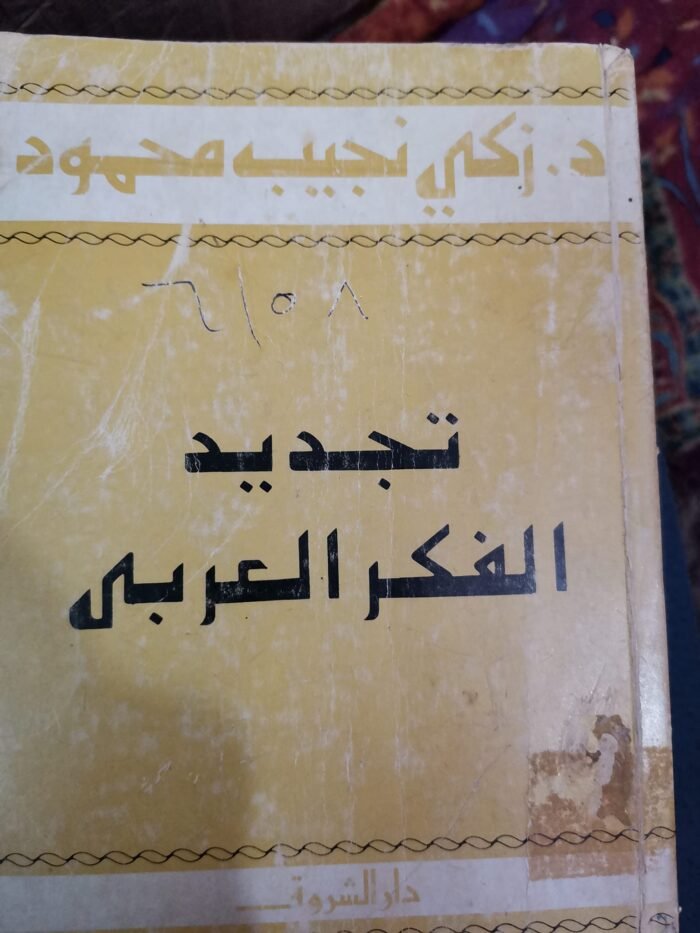 د. زكي نجيب محمود
٦١٥٨
تجديد
الفكر العربى
دار الشروق